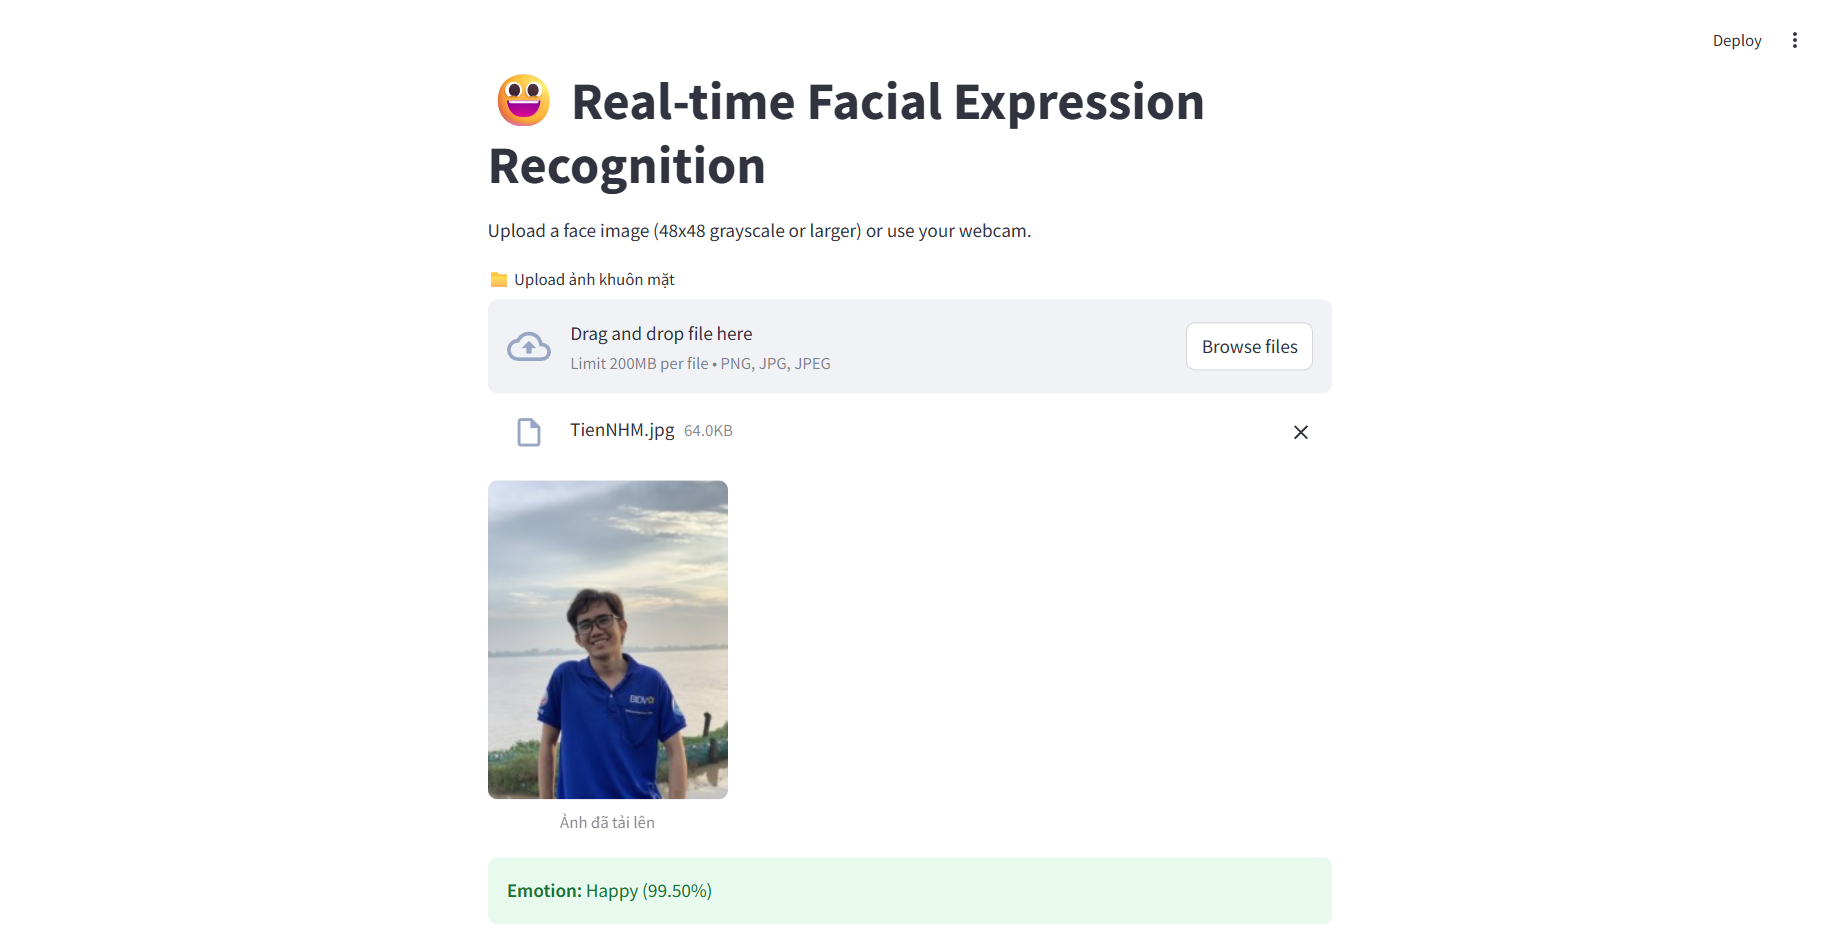 Deploy
Real-time Facial Expression
Recognition
Upload a face image (48x48 grayscale or larger) or use your webcam.
Upload ảnh khuôn mặt
Drag and drop file here
Limit 200MB per file • PNG, JPG, JPEG
Browse files
TienNHM.jpg 64.0KB
BIDV
Ảnh đã tải lên
Emotion: Happy (99.50%)